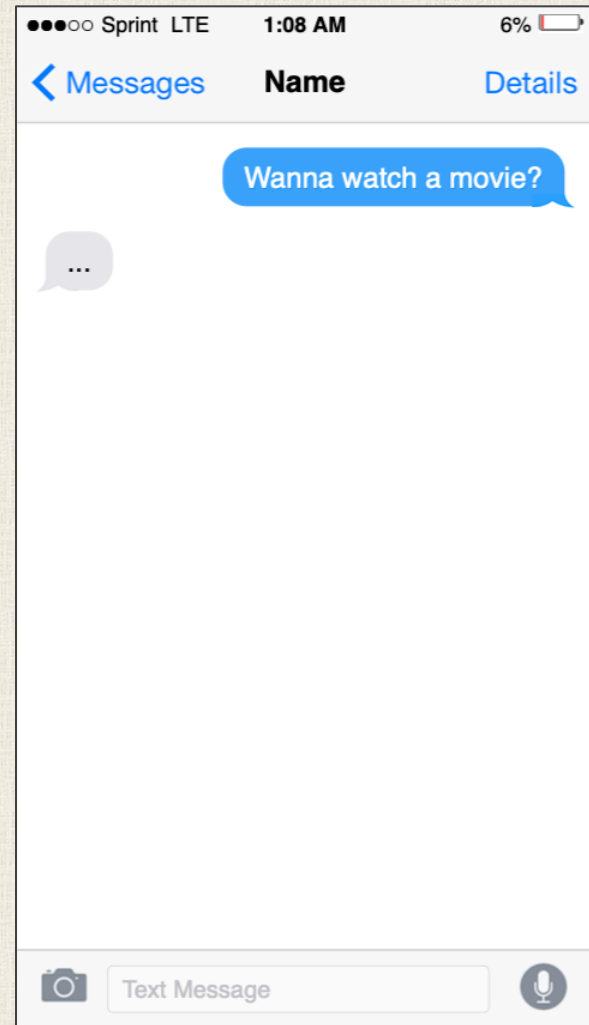 ●●●○○ Sprint LTE 1:08 AM 6%
Messages Name Details
Wanna watch a movie?
...
Text Message